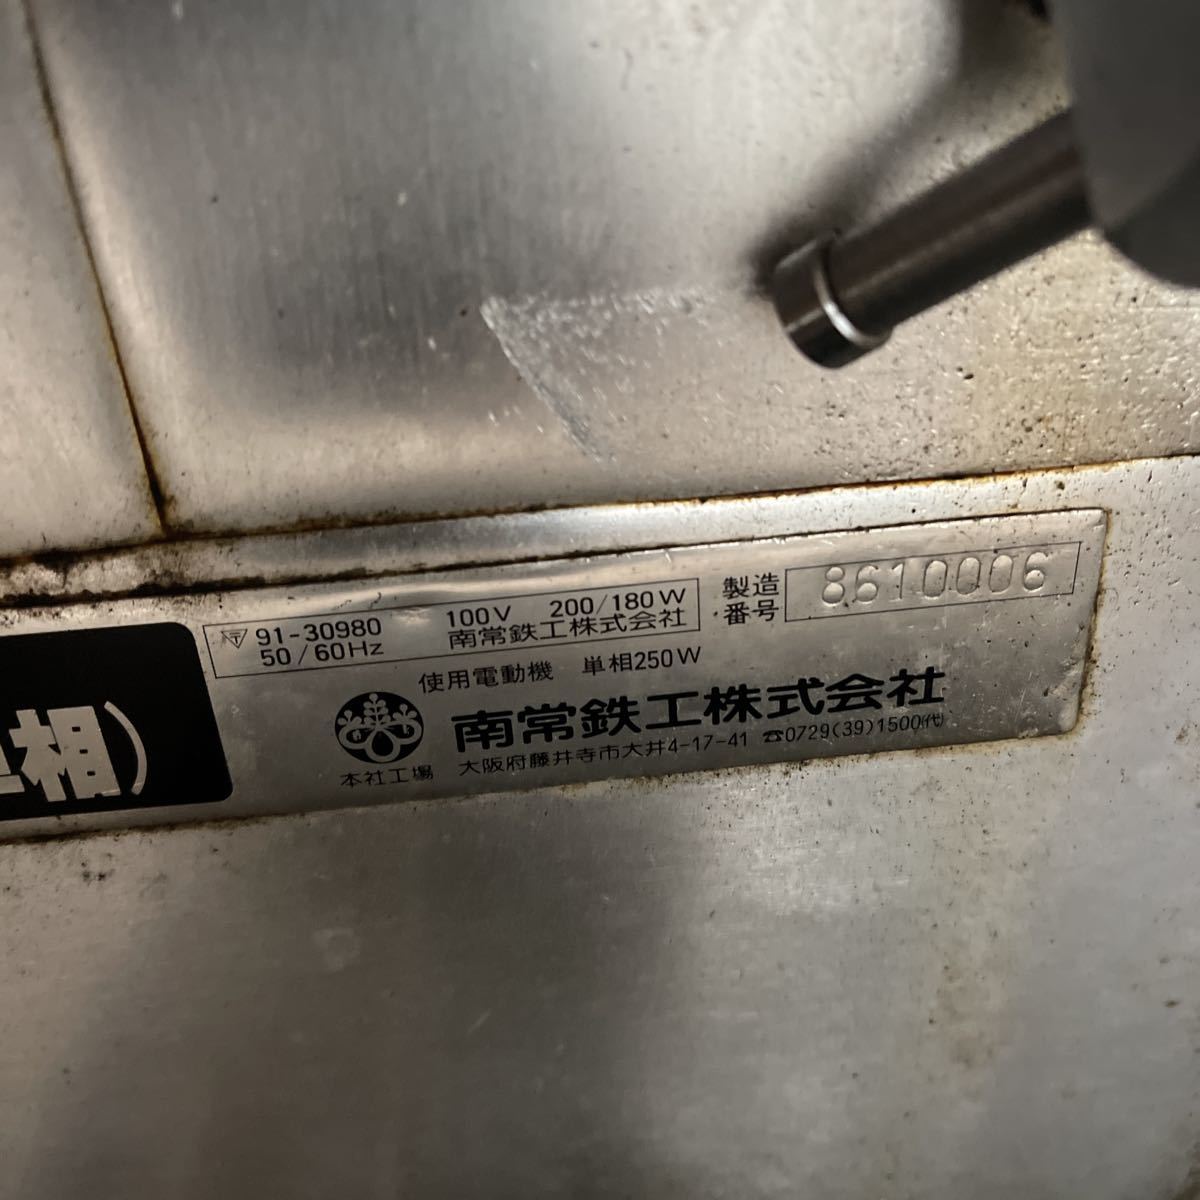 〒 91-30980 100V 200/180W
50/60Hz 南常鉄工株式会社
製造番号 8610006
使用電動機 単相250W
南常鉄工株式会社
本社工場 大阪府藤井寺市大井4-17-41 ☎0729(39)1500㈹
相)